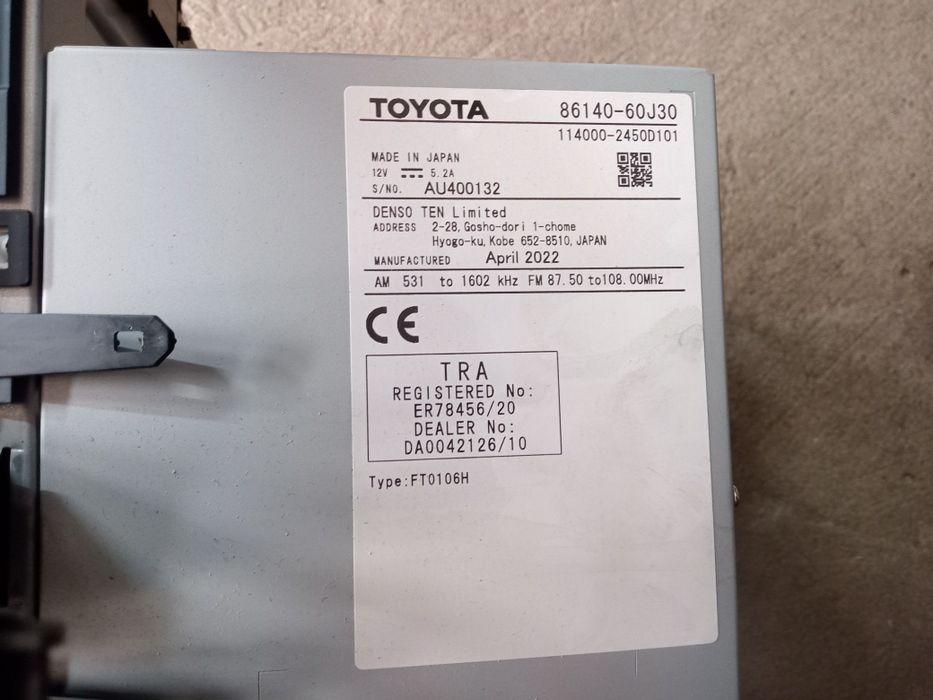 TOYOTA 86140-60J30
114000-2450D101
MADE IN JAPAN
12V 5.2A
S/NO. AU400132
DENSO TEN Limited
ADDRESS 2-28, Gosho-dori 1-chome
Hyogo-ku, Kobe 652-8510, JAPAN
MANUFACTURED April 2022
AM 531 to 1602 kHz FM 87.50 to108.00MHz
CE
TRA
REGISTERED No:
ER78456/20
DEALER No:
DA0042126/10
Type:FT0106H